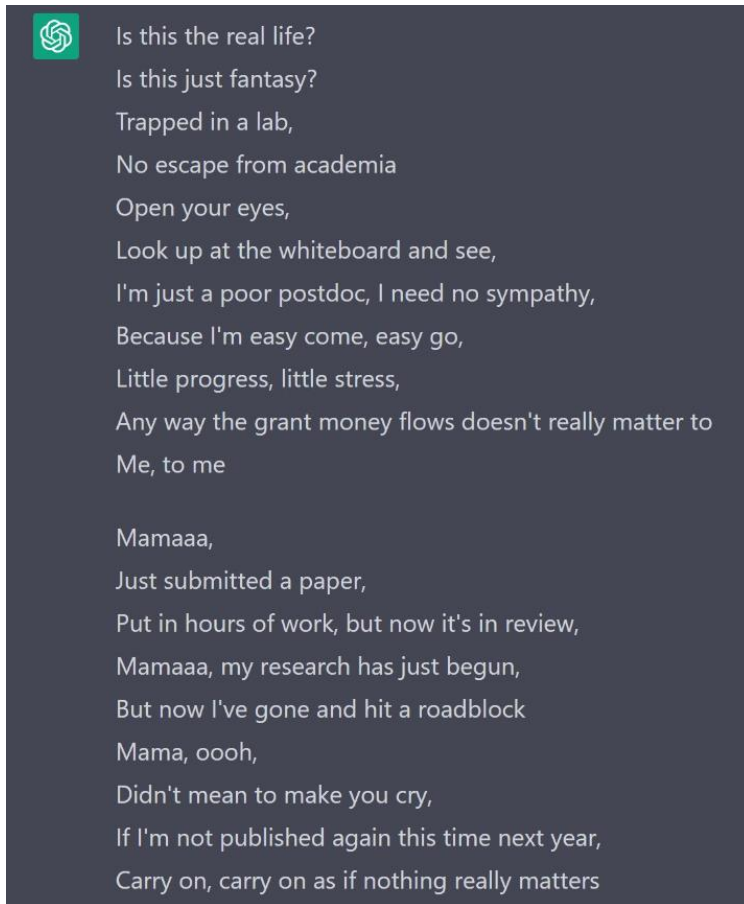 Is this the real life?
Is this just fantasy?
Trapped in a lab,
No escape from academia
Open your eyes,
Look up at the whiteboard and see,
I'm just a poor postdoc, I need no sympathy,
Because I'm easy come, easy go,
Little progress, little stress,
Any way the grant money flows doesn't really matter to
Me, to me

Mamaaa,
Just submitted a paper,
Put in hours of work, but now it's in review,
Mamaaa, my research has just begun,
But now I've gone and hit a roadblock
Mama, oooh,
Didn't mean to make you cry,
If I'm not published again this time next year,
Carry on, carry on as if nothing really matters